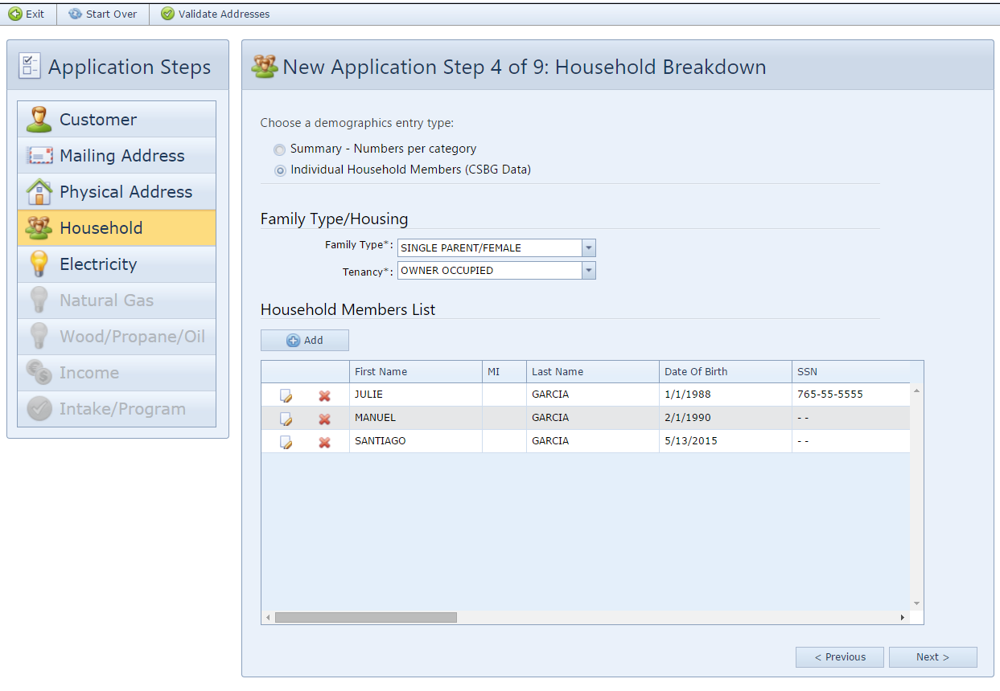 Exit Start Over Validate Addresses
Application Steps
Customer
Mailing Address
Physical Address
Household
Electricity
Natural Gas
Wood/Propane/Oil
Income
Intake/Program
New Application Step 4 of 9: Household Breakdown
Choose a demographics entry type:
Summary - Numbers per category
Individual Household Members (CSBG Data)
Family Type/Housing
Family Type*: SINGLE PARENT/FEMALE
Tenancy*: OWNER OCCUPIED
Household Members List
Add
First Name MI Last Name Date Of Birth SSN
JULIE GARCIA 1/1/1988 765-55-5555
MANUEL GARCIA 2/1/1990 - -
SANTIAGO GARCIA 5/13/2015 - -
< Previous Next >